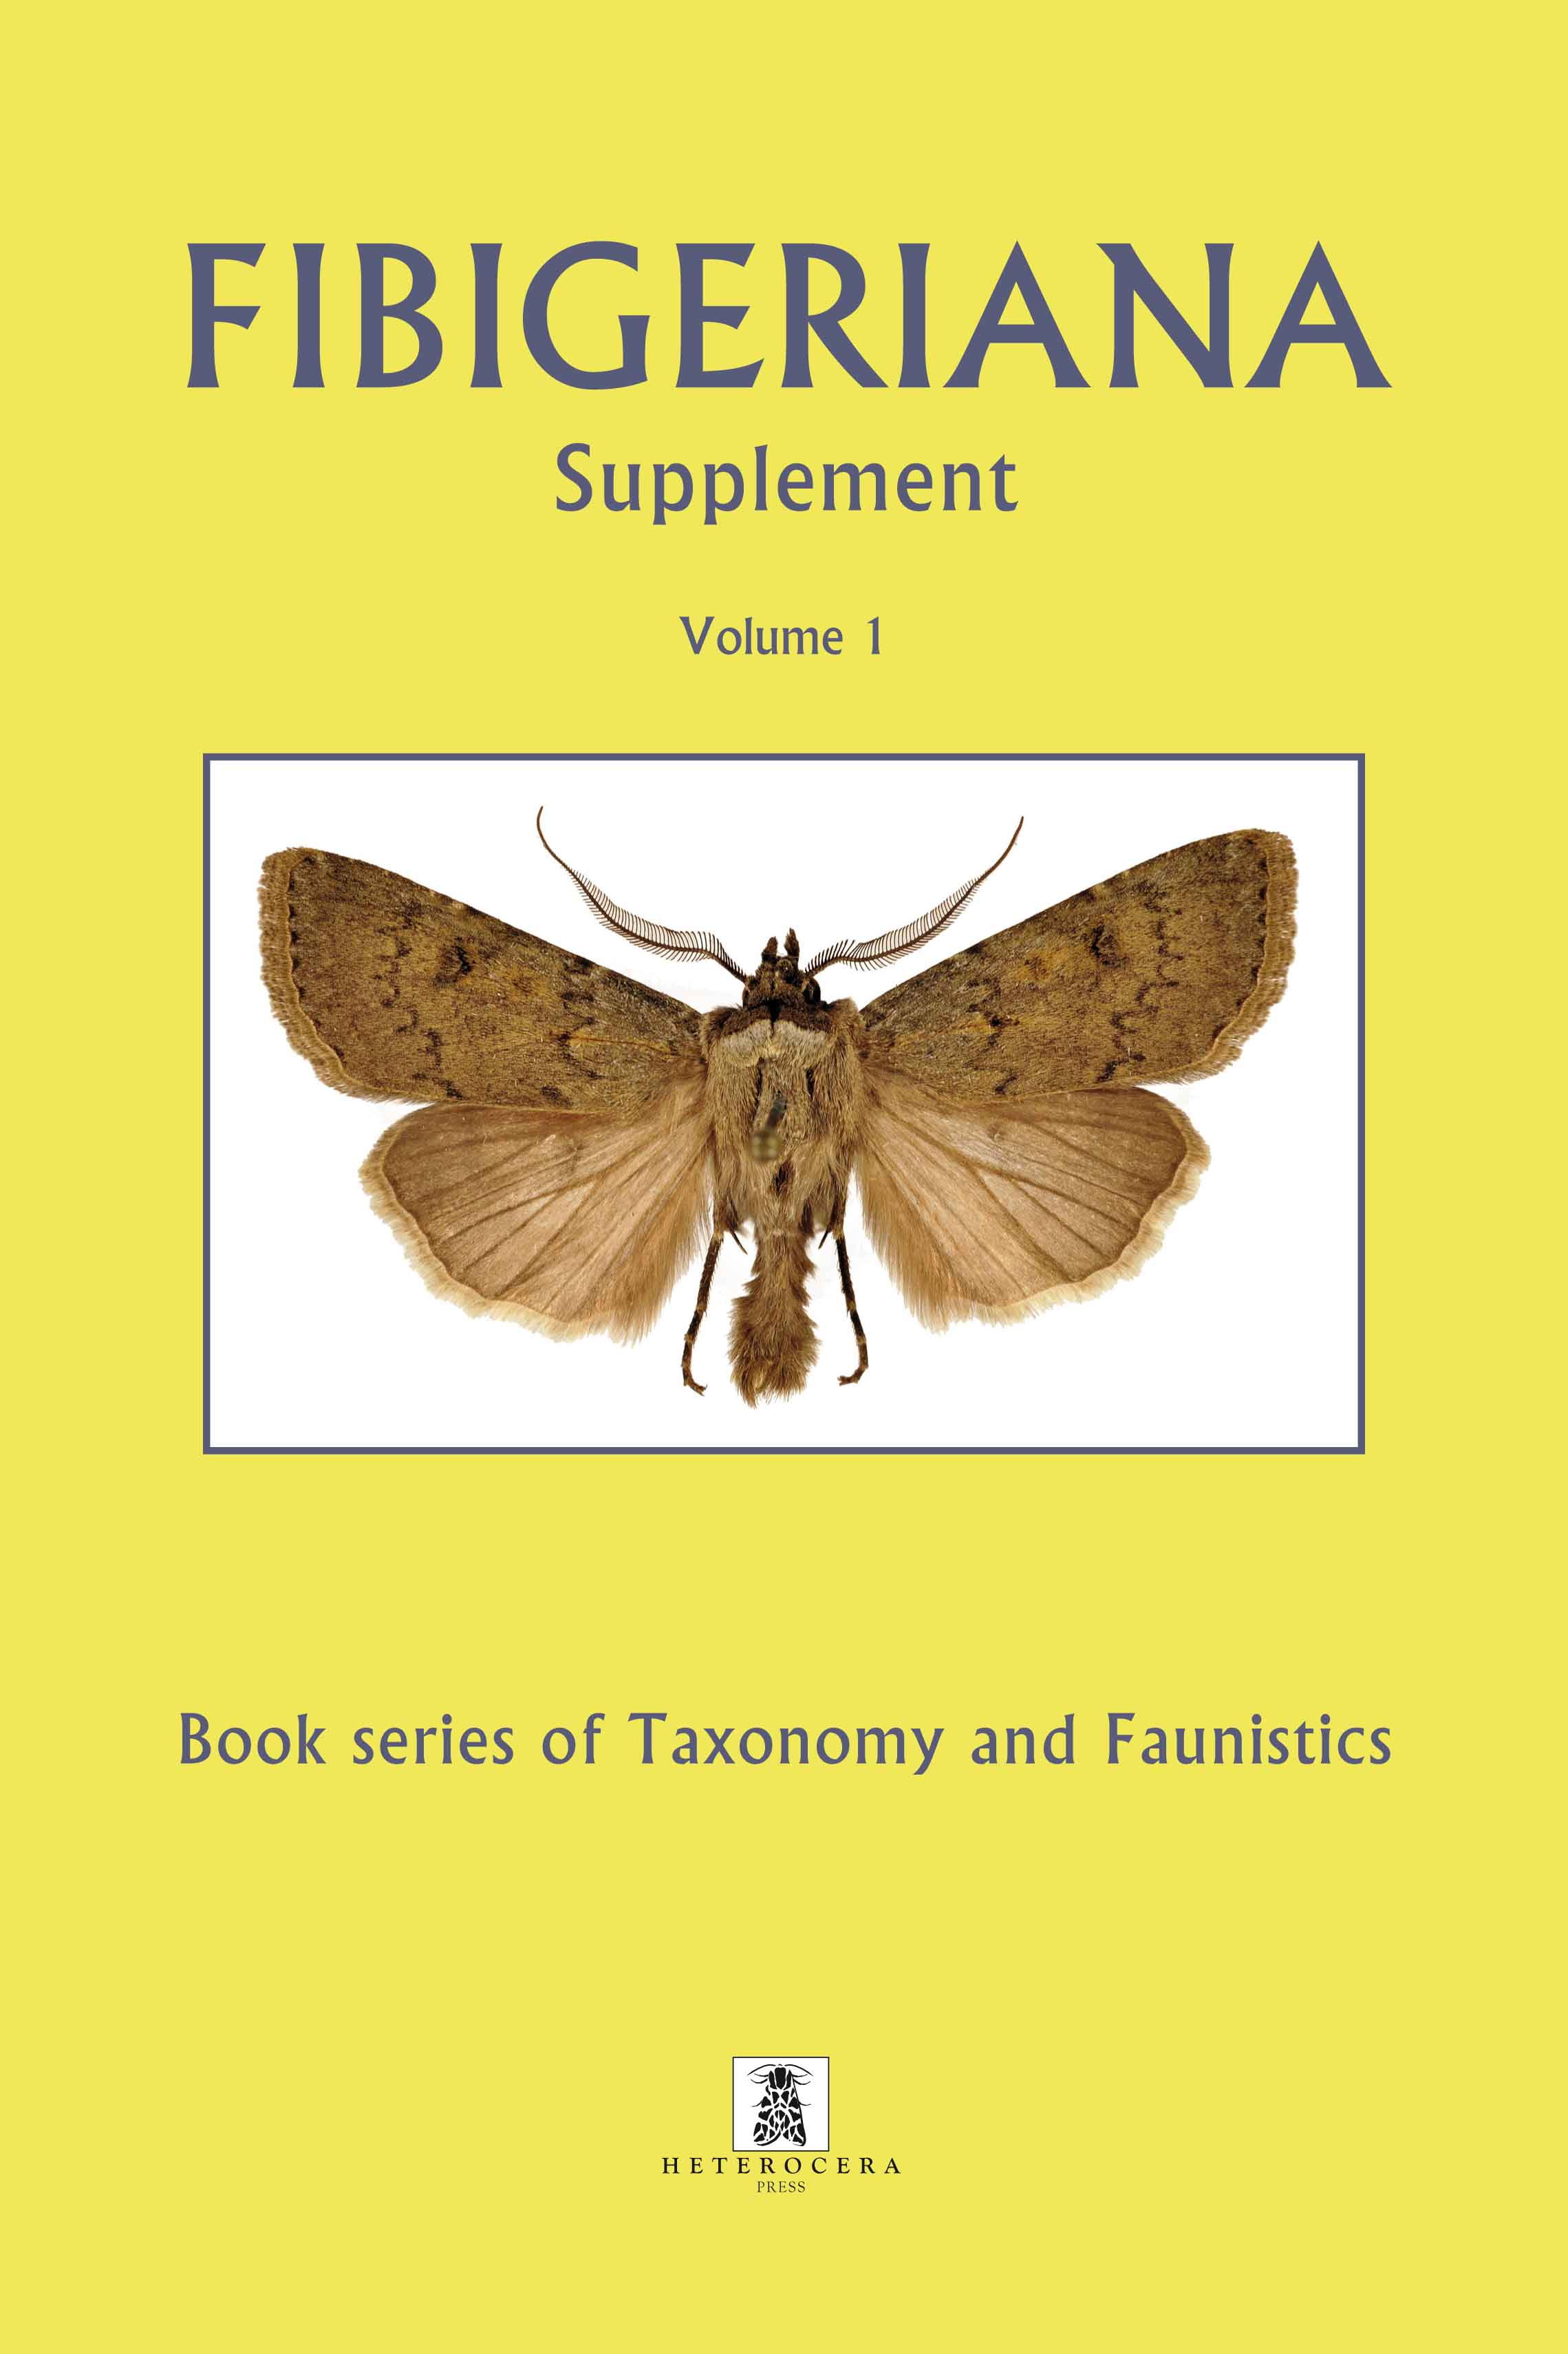 FIBIGERIANA
Supplement
Volume 1
Book series of Taxonomy and Faunistics
HETEROCERA
PRESS